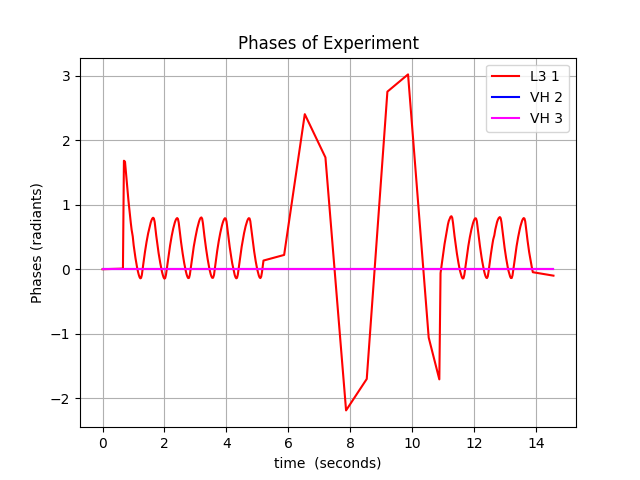 Phases of Experiment
L3 1
VH 2
VH 3
Phases (radiants)
3
2
1
0
−1
−2
0 2 4 6 8 10 12 14
time  (seconds)